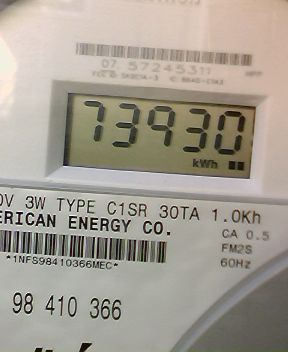 07 57245311
73930
kWh
0V 3W TYPE C1SR 30TA 1.0Kh
ERICAN ENERGY CO.
CA 0.5
FM2S
60Hz
*1NFS98410366MEC*
98 410 366